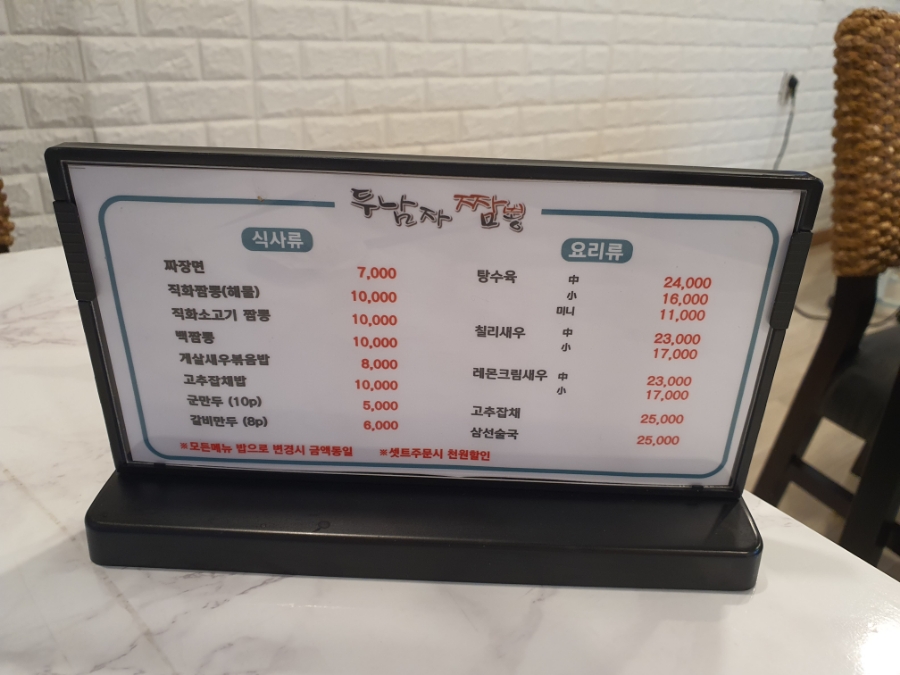 두남자 짬뽕
식사류
짜장면 7,000
직화짬뽕(해물) 10,000
직화소고기 짬뽕 10,000
백짬뽕 10,000
게살새우볶음밥 8,000
고추잡채밥 10,000
군만두 (10p) 5,000
갈비만두 (8p) 6,000
요리류
탕수육 中 24,000
小 16,000
미니 11,000
칠리새우 中 23,000
小 17,000
레몬크림새우 中 23,000
小 17,000
고추잡채 25,000
삼선술국 25,000
※모든메뉴 밥으로 변경시 금액동일 ※셋트주문시 천원할인